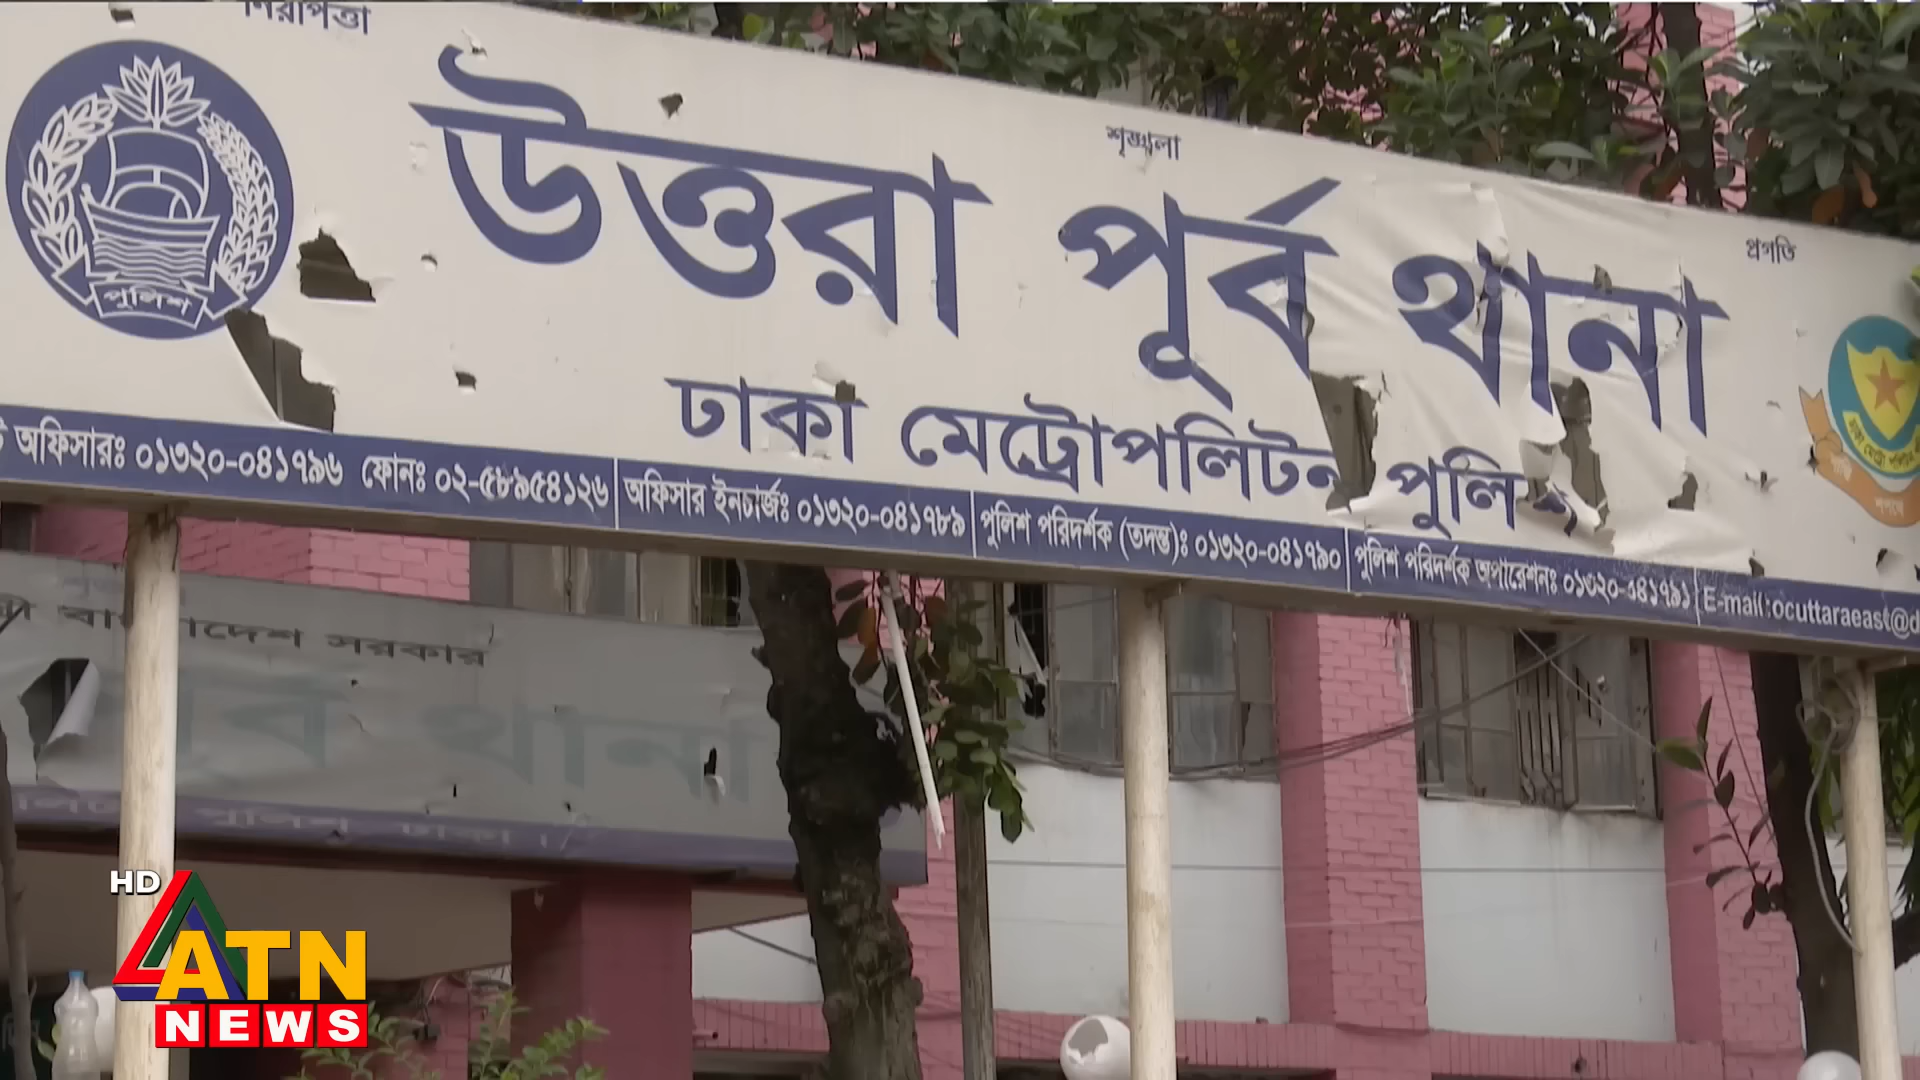 নিরাপত্তা
শৃঙ্খলা
প্রগতি
উত্তরা পূর্ব থানা
ঢাকা মেট্রোপলিটন পুলিশ
পুলিশ
অফিসারঃ ০১৩২০-০৪১৭৯৬ ফোনঃ ০২-৫৮৯৫৪১২৬
অফিসার ইনচার্জঃ ০১৩২০-০৪১৭৮৯
পুলিশ পরিদর্শক (তদন্ত)ঃ ০১৩২০-০৪১৭৯০
পুলিশ পরিদর্শক অপারেশনঃ ০১৩২০-০৪১৭৯১
E-mail:ocuttaraeast@d
বাংলাদেশ সরকার
থানা
পুলিশ ঢাকা
HD
ATN
NEWS